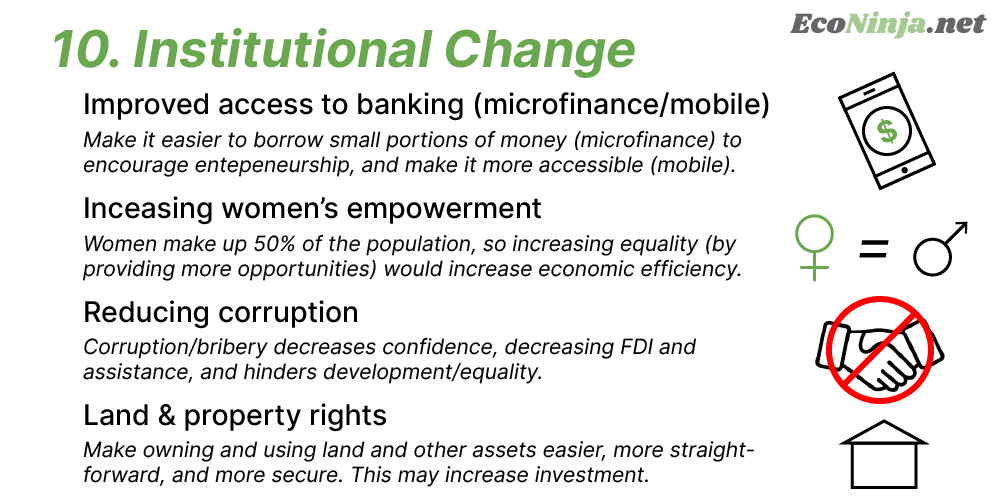 EcoNinja.net
10. Institutional Change
Improved access to banking (microfinance/mobile)
Make it easier to borrow small portions of money (microfinance) to
encourage entepeneurship, and make it more accessible (mobile).
$
Inceasing women’s empowerment
Women make up 50% of the population, so increasing equality (by
providing more opportunities) would increase economic efficiency.
=
Reducing corruption
Corruption/bribery decreases confidence, decreasing FDI and
assistance, and hinders development/equality.
Land & property rights
Make owning and using land and other assets easier, more straight-
forward, and more secure. This may increase investment.